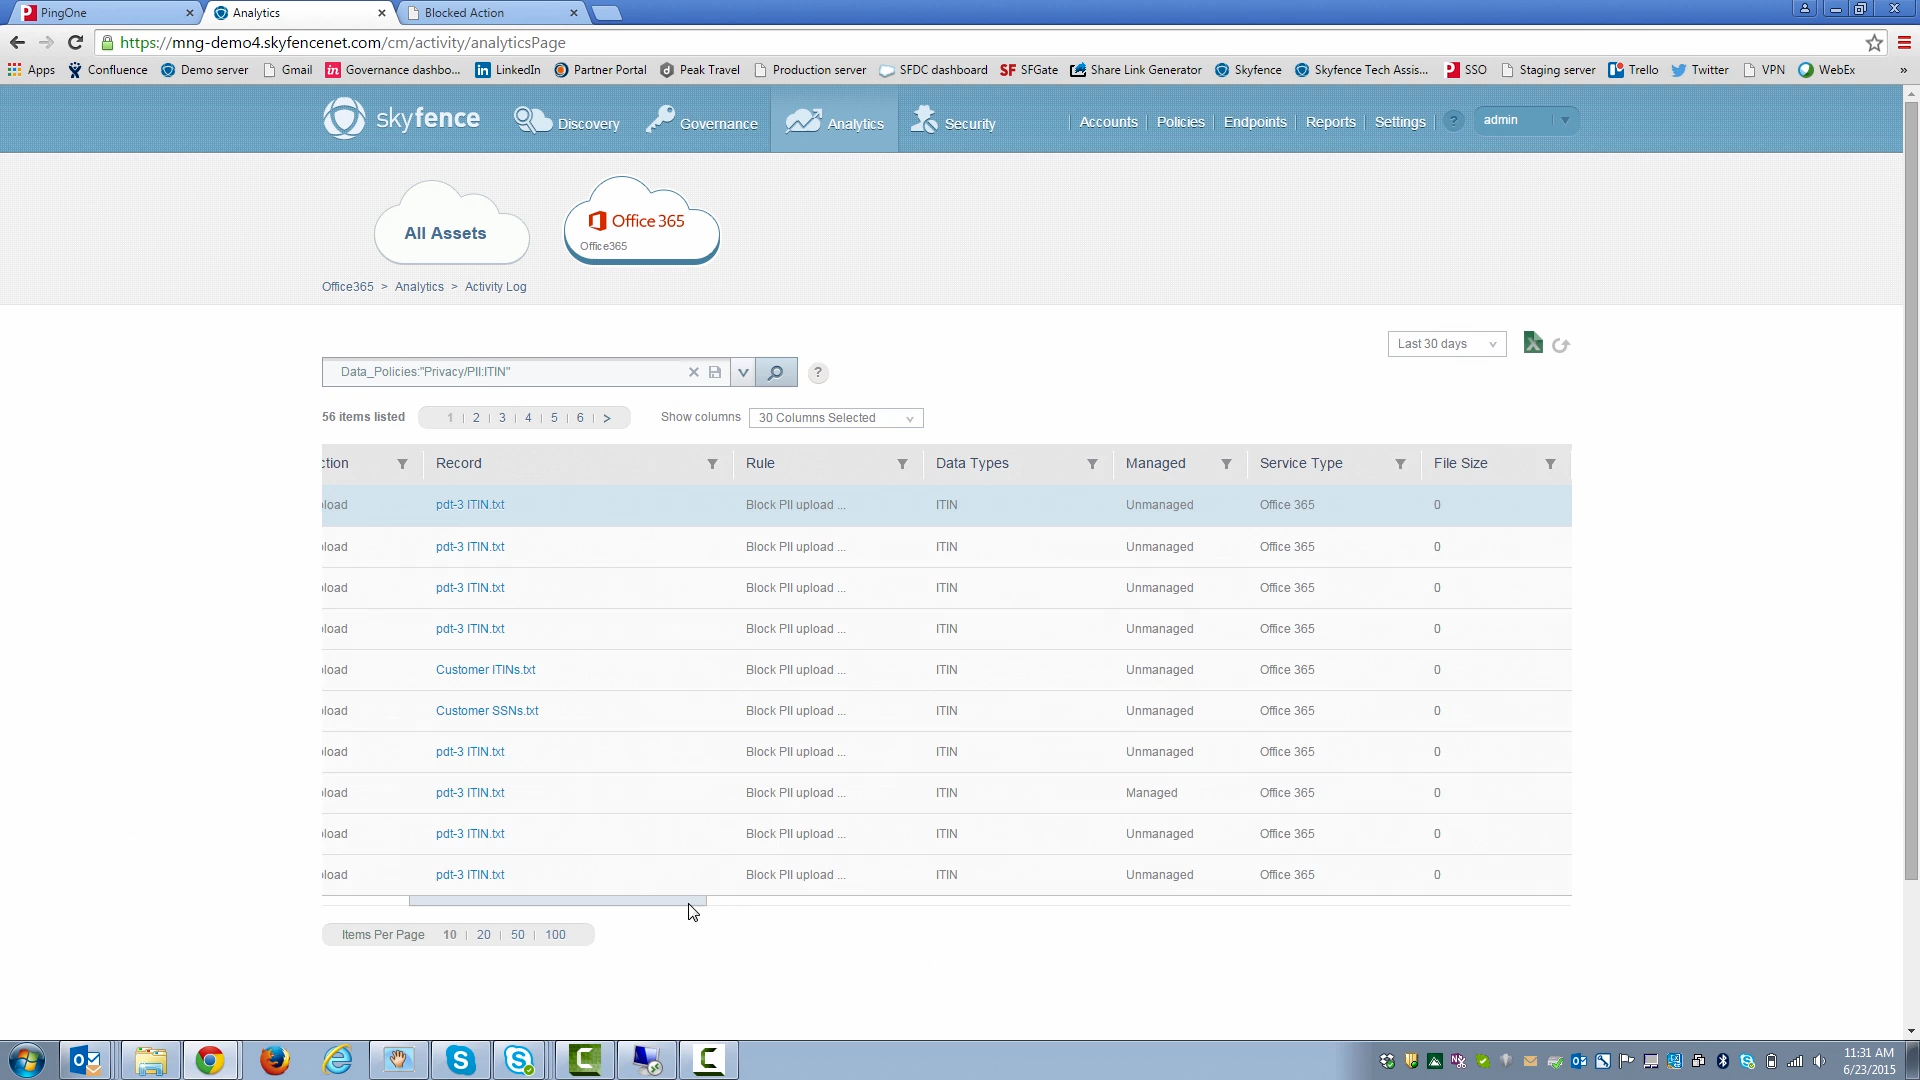 PingOne
Analytics
Blocked Action
https://mng-demo4.skyfencenet.com/cm/activity/analyticsPage
Apps Confluence Demo server Gmail Governance dashbo... LinkedIn Partner Portal Peak Travel Production server SFDC dashboard SFGate Share Link Generator Skyfence Skyfence Tech Assis... SSO Staging server Trello Twitter VPN WebEx »
skyfence Discovery Governance Analytics Security Accounts Policies Endpoints Reports Settings ? admin
All Assets
Office 365
Office365
Office365 > Analytics > Activity Log
Last 30 days
Data_Policies:"Privacy/PII:ITIN" ?
56 items listed 1 | 2 | 3 | 4 | 5 | 6 | > Show columns 30 Columns Selected
ction Record Rule Data Types Managed Service Type File Size
load pdt-3 ITIN.txt Block PII upload ... ITIN Unmanaged Office 365 0
load pdt-3 ITIN.txt Block PII upload ... ITIN Unmanaged Office 365 0
load pdt-3 ITIN.txt Block PII upload ... ITIN Unmanaged Office 365 0
load pdt-3 ITIN.txt Block PII upload ... ITIN Unmanaged Office 365 0
load Customer ITINs.txt Block PII upload ... ITIN Unmanaged Office 365 0
load Customer SSNs.txt Block PII upload ... ITIN Unmanaged Office 365 0
load pdt-3 ITIN.txt Block PII upload ... ITIN Unmanaged Office 365 0
load pdt-3 ITIN.txt Block PII upload ... ITIN Managed Office 365 0
load pdt-3 ITIN.txt Block PII upload ... ITIN Unmanaged Office 365 0
load pdt-3 ITIN.txt Block PII upload ... ITIN Unmanaged Office 365 0
Items Per Page 10 | 20 | 50 | 100
11:31 AM
6/23/2015